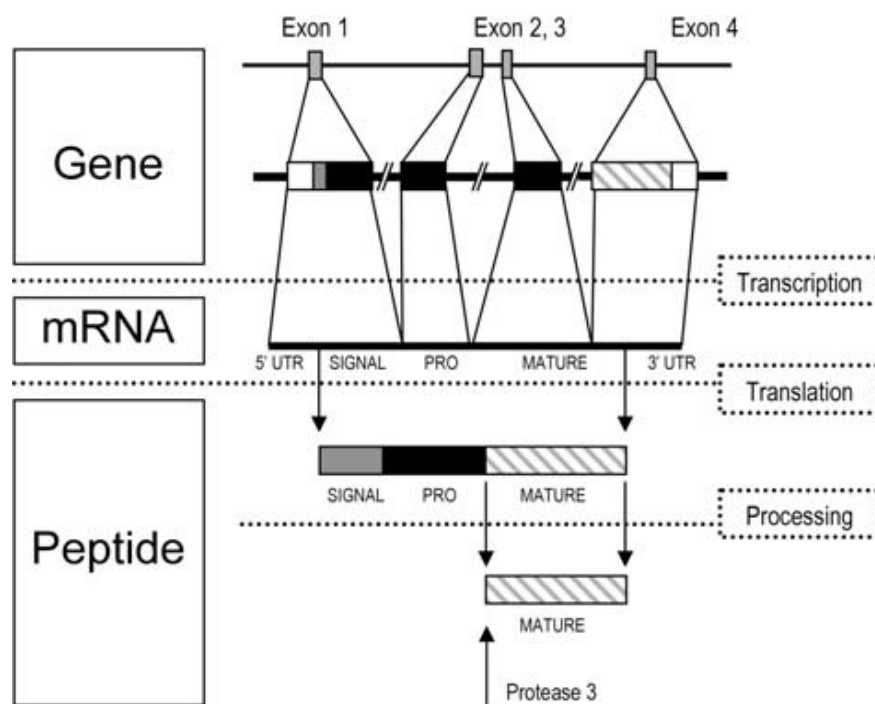 Exon 1
Exon 2, 3
Exon 4
Gene
Transcription
mRNA
5' UTR
SIGNAL
PRO
MATURE
3' UTR
Translation
SIGNAL
PRO
MATURE
Processing
Peptide
MATURE
Protease 3